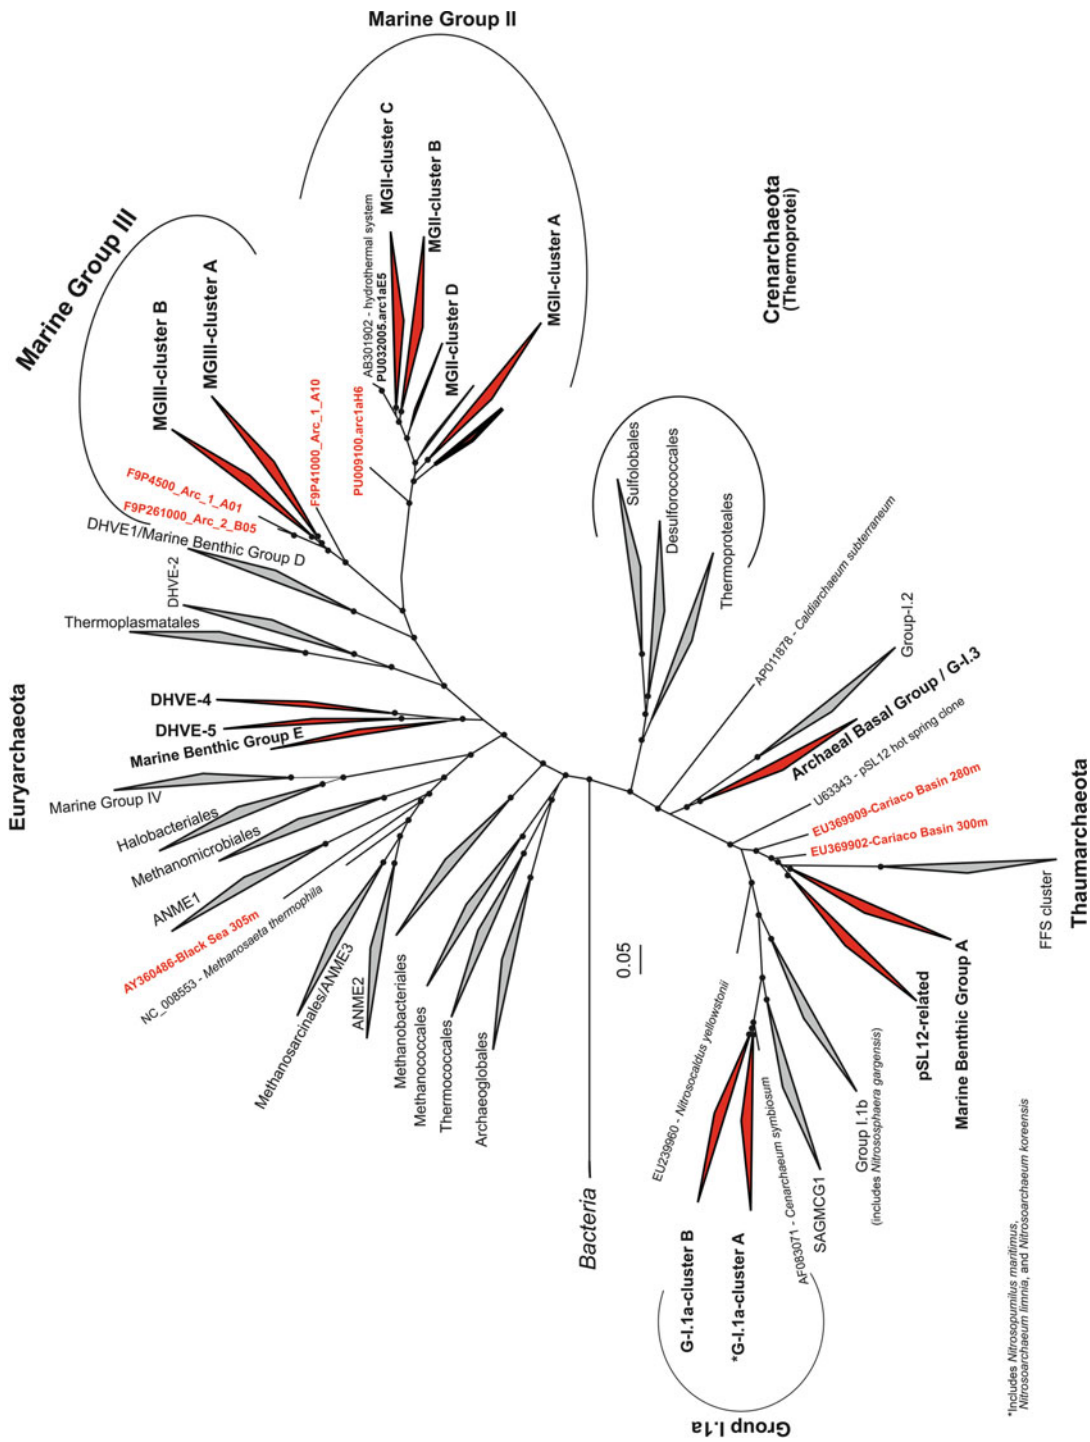 Marine Group II
Marine Group III
MGII-cluster C
MGII-cluster B
AB301902 - hydrothermal system
PU032005.arc1aE5
MGII-cluster D
MGII-cluster A
Crenarchaeota
(Thermoprotei)
MGIII-cluster A
MGIII-cluster B
F9P41000_Arc_1_A10
PU009100.arc1aH6
F9P4500_Arc_1_A01
F9P261000_Arc_2_B05
DHVE1/Marine Benthic Group D
DHVE-2
Thermoplasmatales
Euryarchaeota
DHVE-4
DHVE-5
Marine Benthic Group E
Marine Group IV
Halobacteriales
Methanomicrobiales
ANME1
AY360486-Black Sea 305m
NC_008553 - Methanosaeta thermophila
Methanosarcinales/ANME3
ANME2
Methanobacteriales
Methanococcales
Thermococcales
Archaeoglobales
Bacteria
Sulfolobales
Desulforococcales
Thermoproteales
AP011878 - Caldiarchaeum subterraneum
Group-I.2
Archaeal Basal Group / G-I.3
U63343 - pSL12 hot spring clone
EU369909-Cariaco Basin 280m
EU369902-Cariaco Basin 300m
FFS cluster
Thaumarchaeota
Marine Benthic Group A
pSL12-related
0.05
EU239960 - Nitrosocaldus yellowstonii
Group I.1b
(includes Nitrososphaera gargensis)
SAGMCG1
AF083071 - Cenarchaeum symbiosum
G-I.1a-cluster B
*G-I.1a-cluster A
Group I.1a
*Includes Nitrosopumilus maritimus,
Nitrosoarchaeum limnia, and Nitrosoarchaeum koreensis